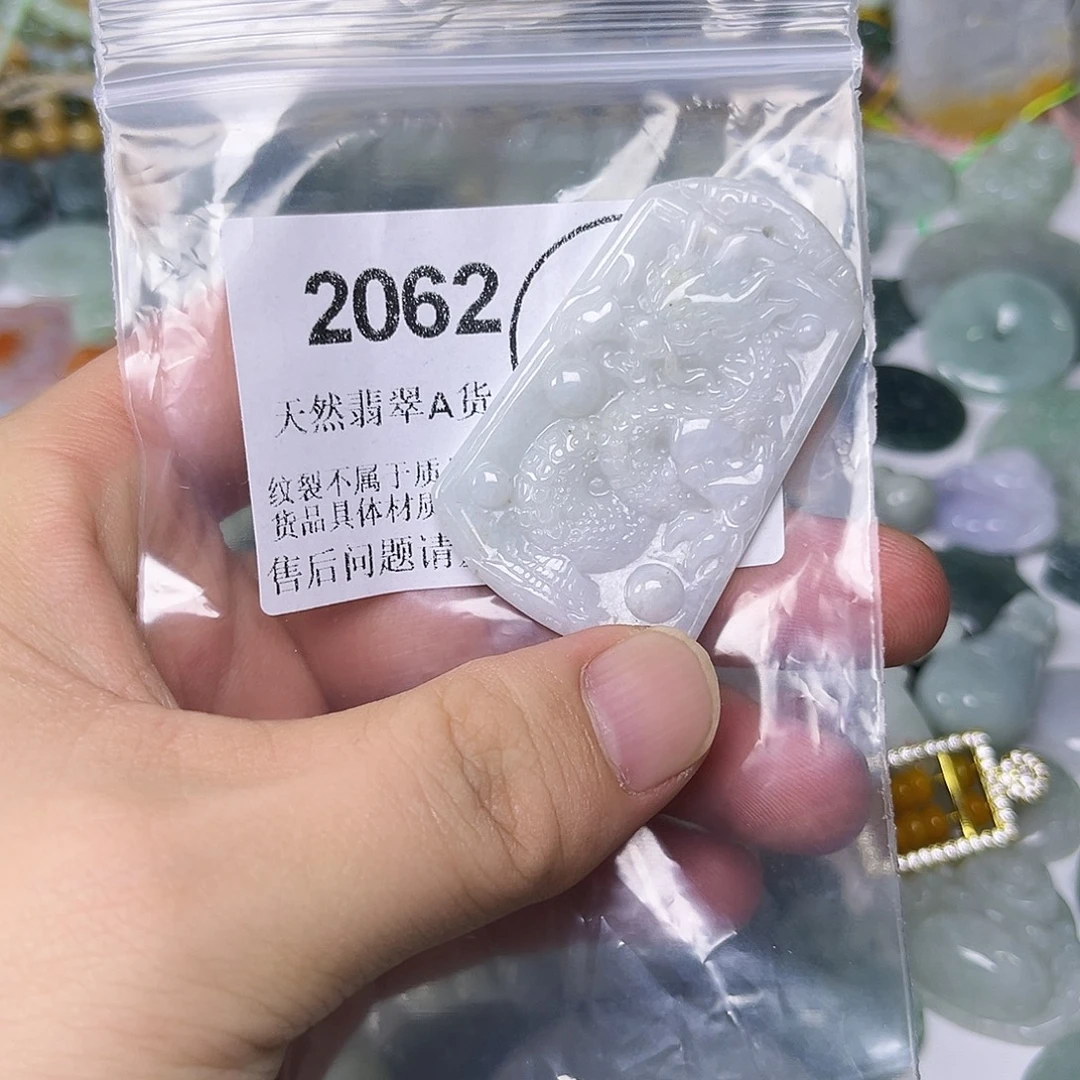 2062
天然翡翠A货
纹裂不属于质
货品具体材质
售后问题请